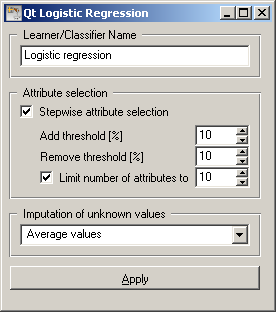 Qt Logistic Regression
Learner/Classifier Name
Logistic regression
Attribute selection
Stepwise attribute selection
Add threshold [%] 10
Remove threshold [%] 10
Limit number of attributes to 10
Imputation of unknown values
Average values
Apply